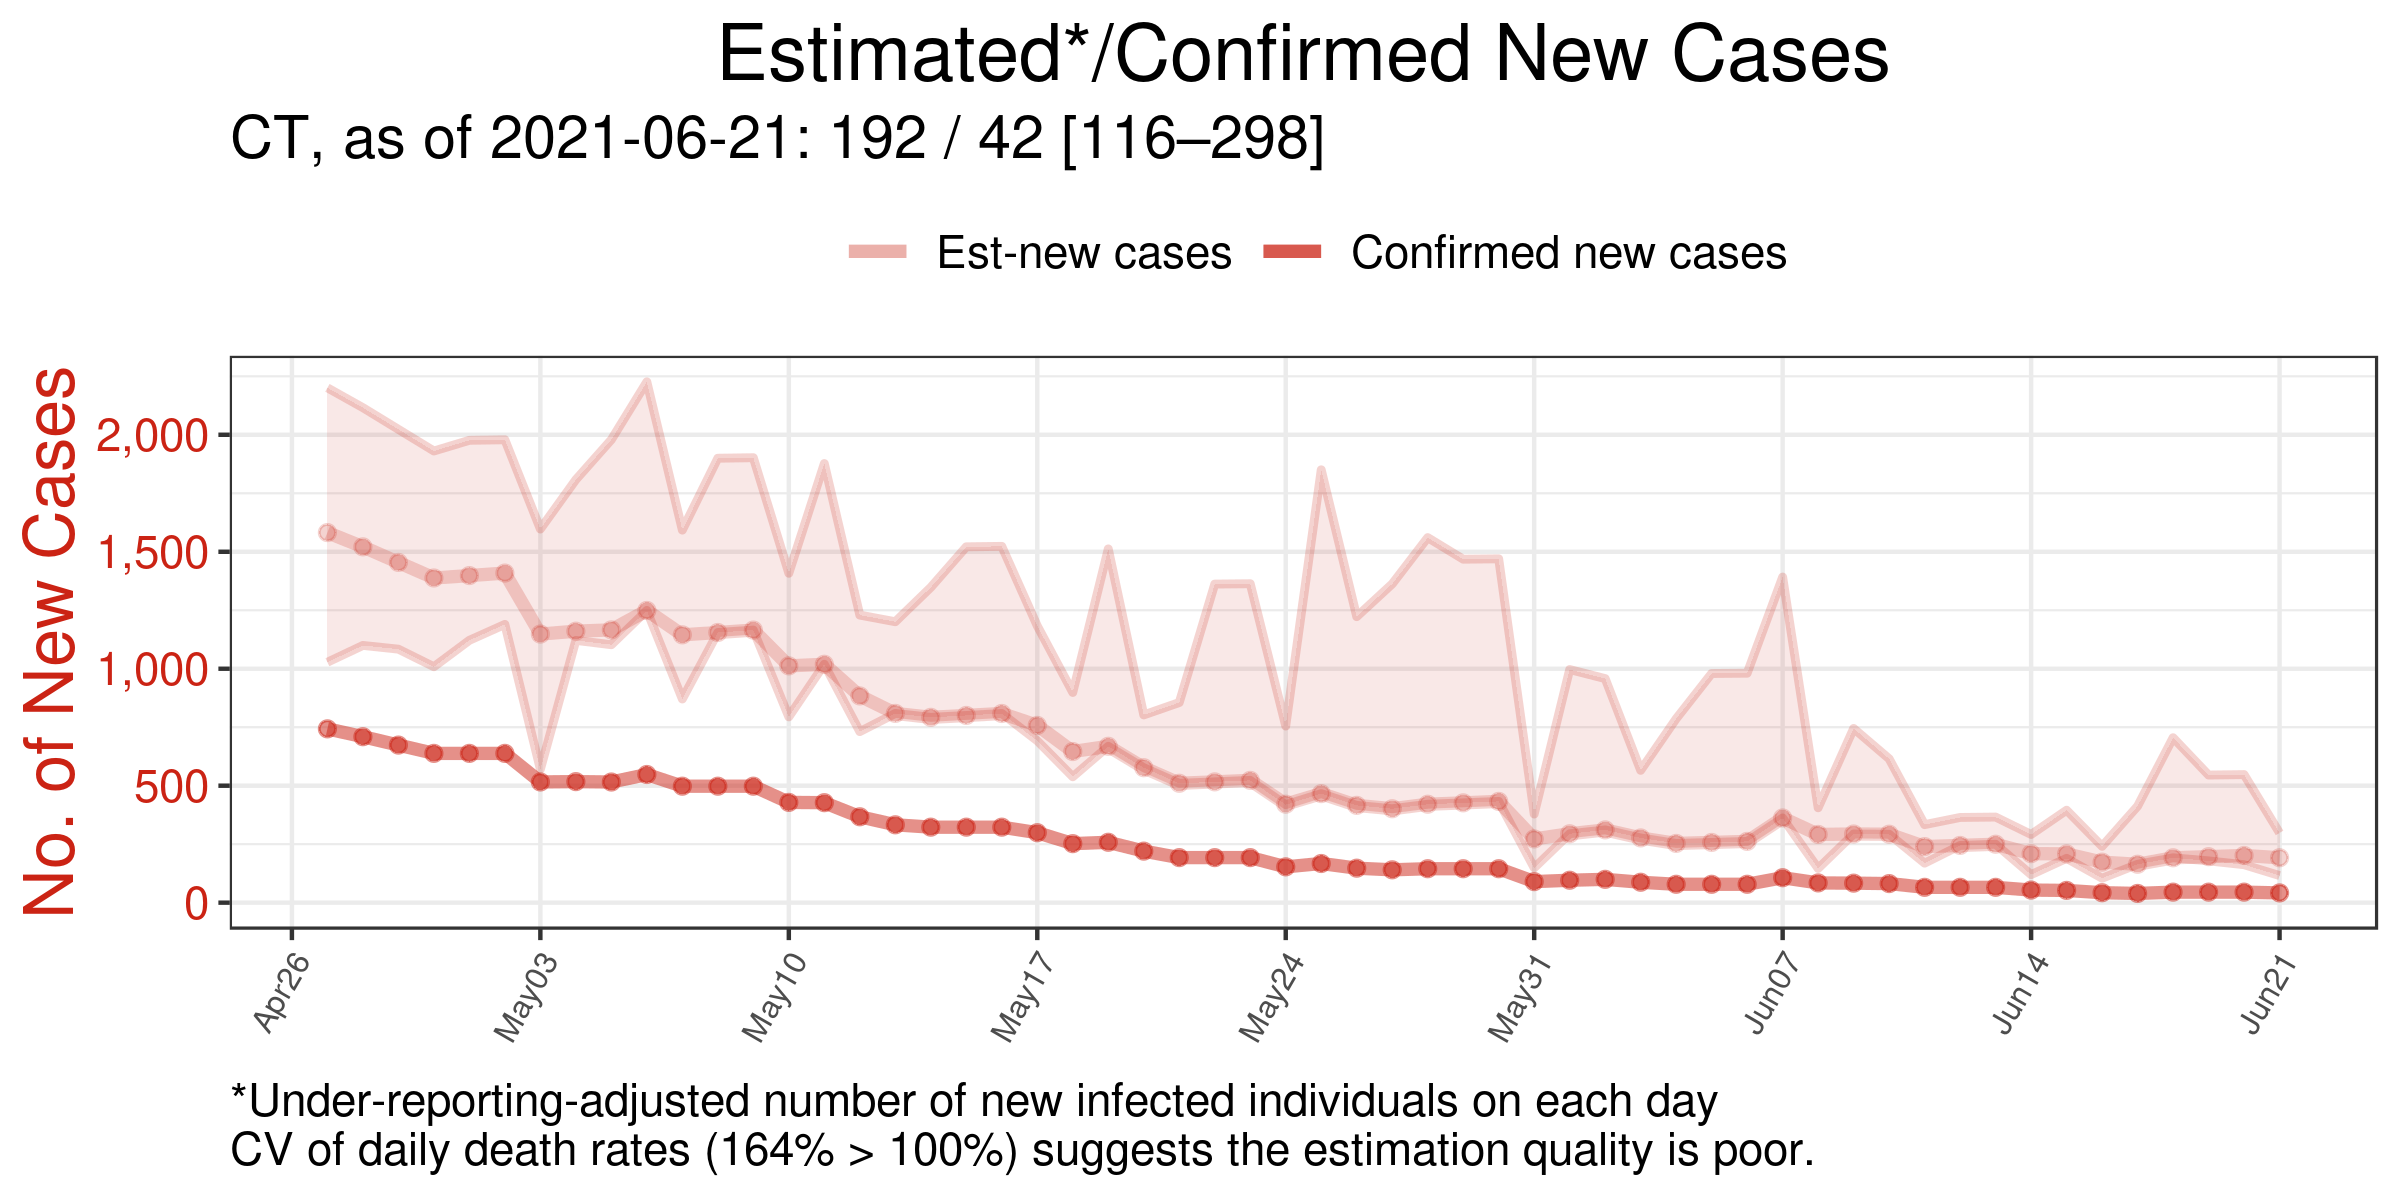 Estimated*/Confirmed New Cases
CT, as of 2021-06-21: 192 / 42 [116–298]
Est-new cases Confirmed new cases
No. of New Cases
2,000
1,500
1,000
500
0
Apr26 May03 May10 May17 May24 May31 Jun07 Jun14 Jun21
*Under-reporting-adjusted number of new infected individuals on each day
CV of daily death rates (164% > 100%) suggests the estimation quality is poor.